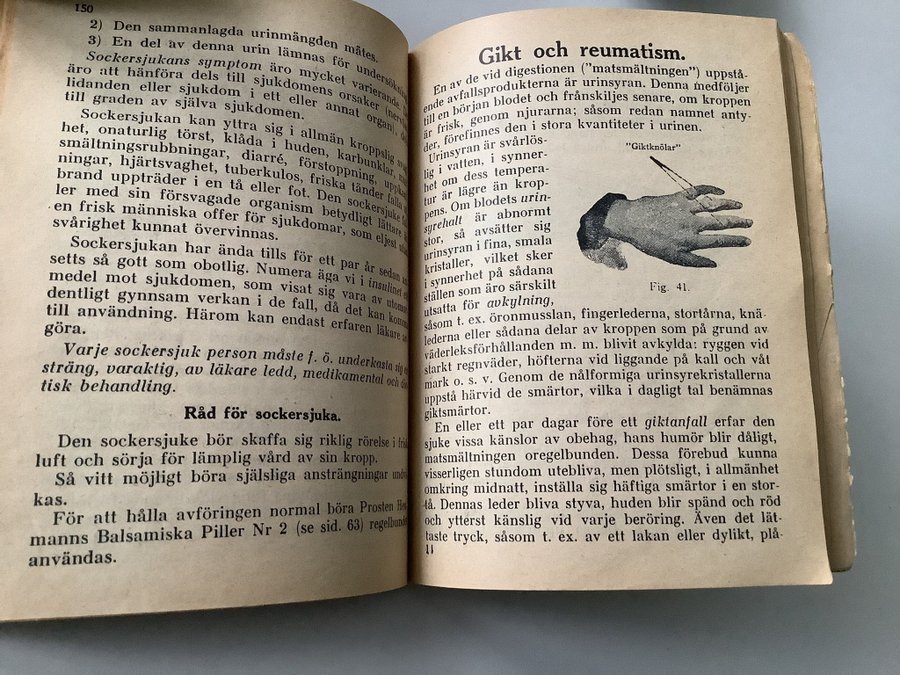 150
2) Den sammanlagda urinmängden mätes.
3) En del av denna urin lämnas för
Sockersjukans symptom äro mycket varierande
äro att hänföra dels till sjukdomens orsaker
lidanden eller sjukdom i ett eller annat organ),
till graden av själva sjukdomen.
Sockersjukan kan yttra sig i allmän kroppslig
het, onaturlig törst, klåda i huden, karbunklar,
smältningsrubbningar, diarré, förstoppning,
ningar, hjärtsvaghet, tuberkulos, friska tänder falla
brand uppträder i en tå eller fot. Den sockersjuke
ler med sin försvagade organism betydligt lättare
en frisk människa offer för sjukdomar, som eljest
svårighet kunnat övervinnas.
Sockersjukan har ända tills för ett par år sedan
setts så gott som obotlig. Numera äga vi i insulinet
medel mot sjukdomen, som visat sig vara av
dentligt gynnsam verkan i de fall, då det kan
till användning. Härom kan endast erfaren läkare
göra.
Varje sockersjuk person måste f. ö. underkasta sig
sträng, varaktig, av läkare ledd, medikamental och
tisk behandling.
Råd för sockersjuka.
Den sockersjuke bör skaffa sig riklig rörelse i
luft och sörja för lämplig vård av sin kropp.
Så vitt möjligt böra själsliga ansträngningar
kas.
För att hålla avföringen normal böra Prosten
manns Balsamiska Piller Nr 2 (se sid. 63)
användas.
Gikt och reumatism.
En av de vid digestionen ("matsmältningen") uppstå-
ende avfallsprodukterna är urinsyran. Denna medföljer
till en början blodet och frånskiljes senare, om kroppen
är frisk, genom njurarna; såsom redan namnet anty-
der, förefinnes den i stora kvantiteter i urinen.
Urinsyran är svårlös-
lig i vatten, i synner-
het om dess tempera-
tur är lägre än krop-
pens. Om blodets urin-
syrehalt är abnormt
stor, så avsätter sig
urinsyran i fina, smala
kristaller, vilket sker
i synnerhet på sådana
ställen som äro särskilt
utsatta för avkylning,
"Giktknölar"
Fig. 41.
såsom t. ex. öronmusslan, fingerlederna, stortårna, knä-
lederna eller sådana delar av kroppen som på grund av
väderleksförhållanden m. m. blivit avkylda: ryggen vid
starkt regnväder, höfterna vid liggande på kall och våt
mark o. s. v. Genom de nålformiga urinsyrekristallerna
uppstå härvid de smärtor, vilka i dagligt tal benämnas
giktsmärtor.
En eller ett par dagar före ett giktanfall erfar den
sjuke vissa känslor av obehag, hans humör blir dåligt,
matsmältningen oregelbunden. Dessa förebud kunna
visserligen stundom utebliva, men plötsligt, i allmänhet
omkring midnatt, inställa sig häftiga smärtor i en stor-
tå. Dennas leder bliva styva, huden blir spänd och röd
och ytterst känslig vid varje beröring. Även det lät-
taste tryck, såsom t. ex. av ett lakan eller dylikt, plå-